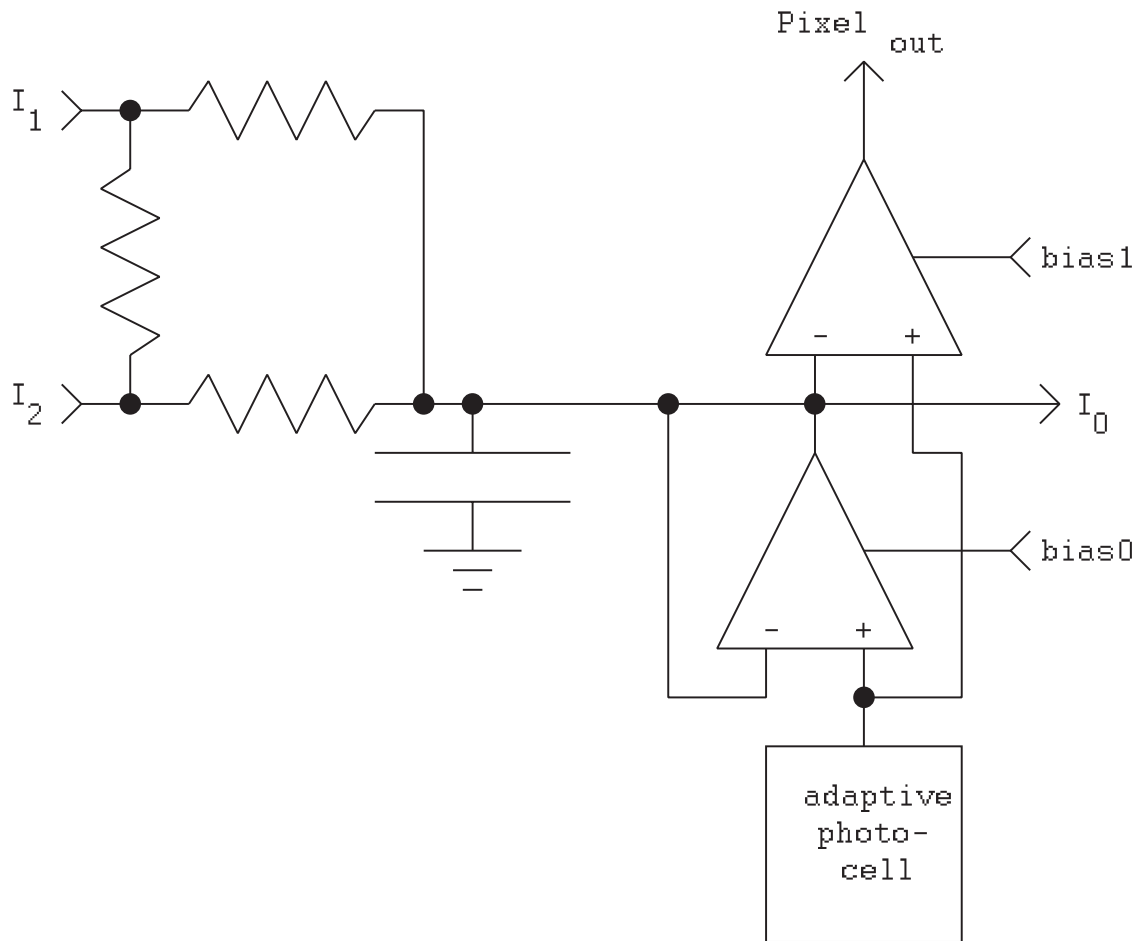 Pixel out
I1
bias1
- +
I2
I0
bias0
- +
adaptive
photo-
cell